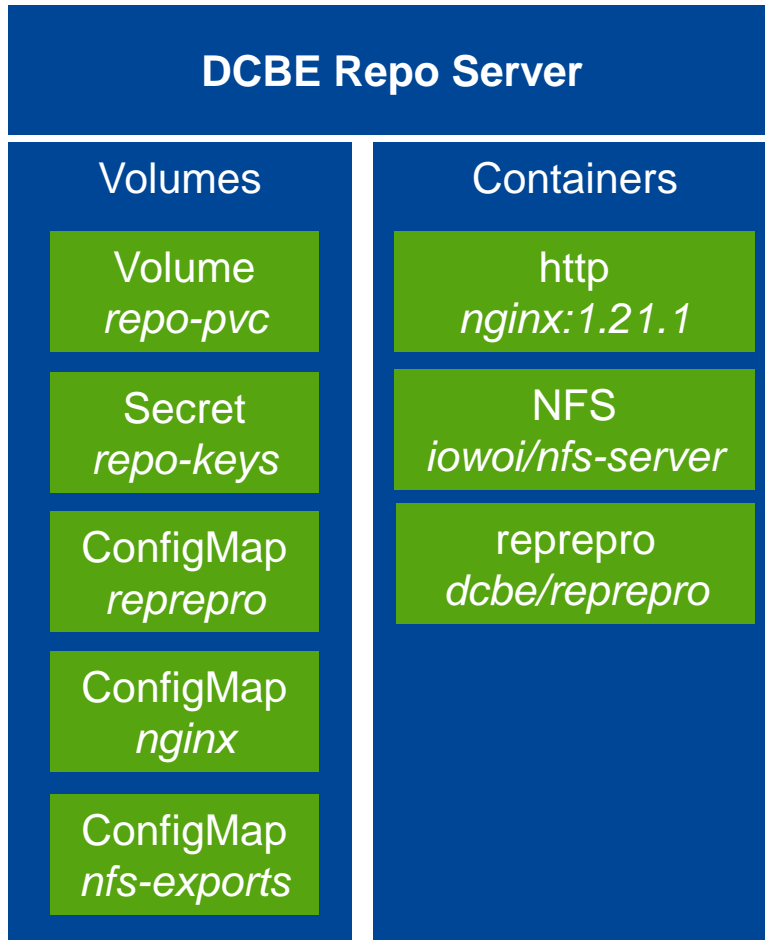 DCBE Repo Server
Volumes
Volume
repo-pvc
Secret
repo-keys
ConfigMap
reprepro
ConfigMap
nginx
ConfigMap
nfs-exports
Containers
http
nginx:1.21.1
NFS
iowoi/nfs-server
reprepro
dcbe/reprepro